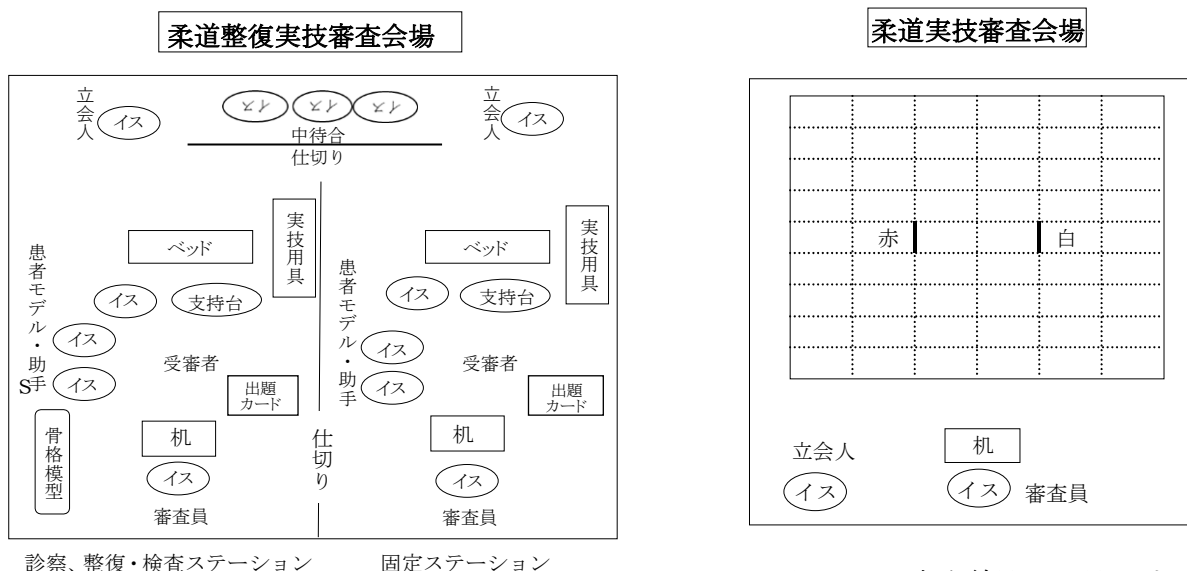 柔道整復実技審査会場
立会人
イス
イス
イス
イス
立会人
イス
中待合
仕切り
実技用具
ベッド
患者モデル・助手
イス
支持台
イス
S
イス
受審者
出題
カード
骨格模型
机
イス
審査員
仕切り
実技用具
ベッド
患者モデル・助手
イス
支持台
イス
イス
受審者
出題
カード
机
イス
審査員
診察、整復・検査ステーション
固定ステーション
柔道実技審査会場
赤
白
立会人
イス
机
イス
審査員